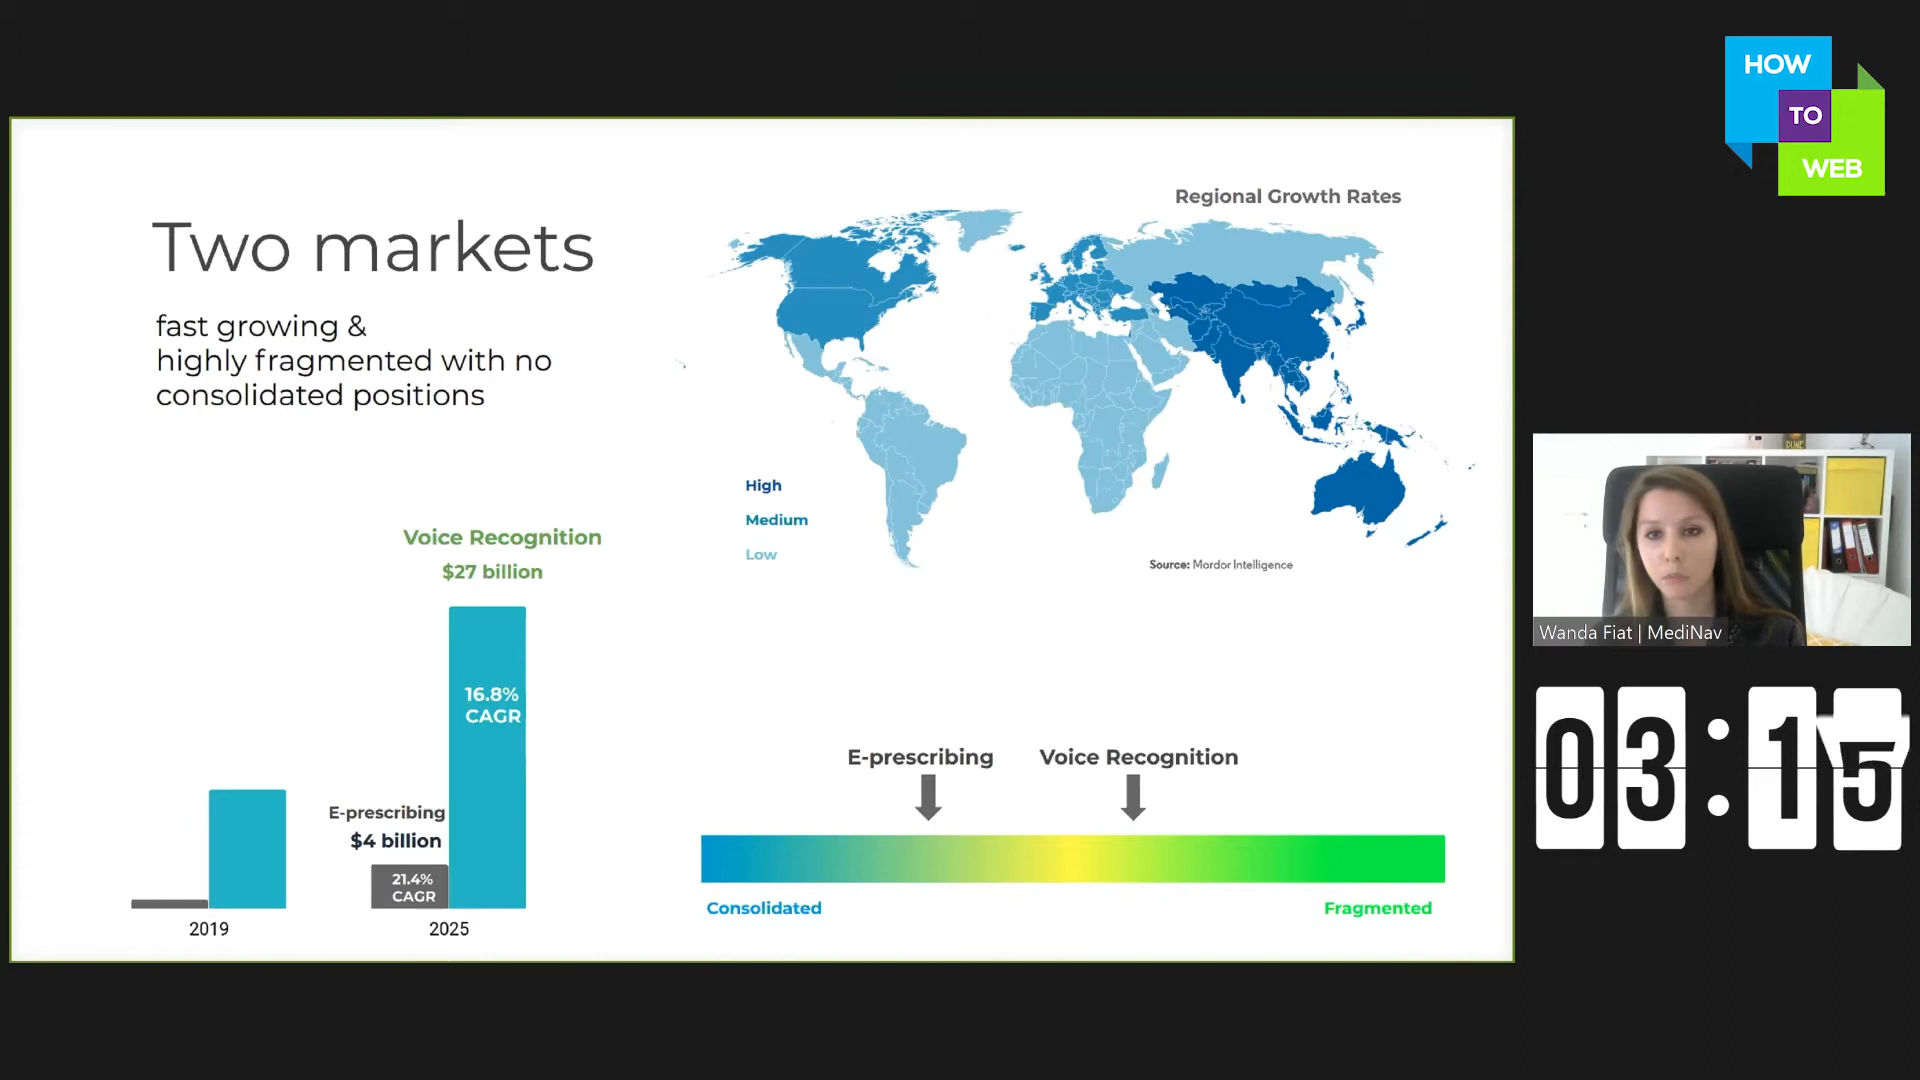 HOW
TO
WEB
Two markets
fast growing &
highly fragmented with no
consolidated positions
Regional Growth Rates
High
Medium
Low
Source: Mordor Intelligence
Voice Recognition
$27 billion
16.8%
CAGR
E-prescribing
$4 billion
21.4%
CAGR
2019
2025
E-prescribing
Voice Recognition
Consolidated
Fragmented
DUNE
Wanda Fiat | MediNav
03:15